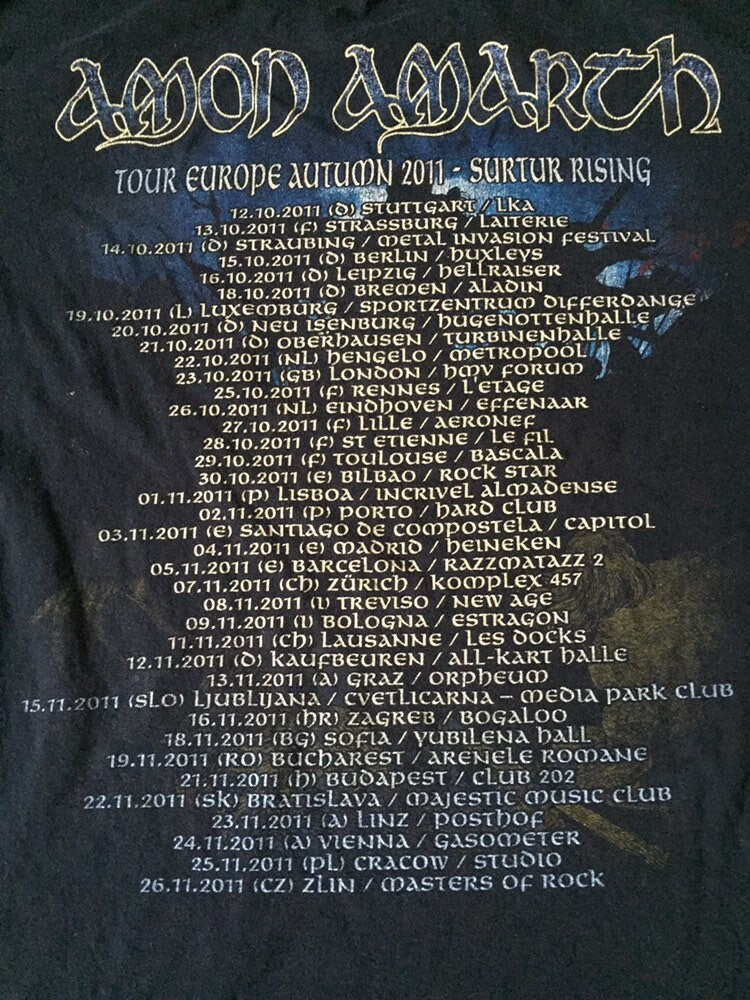 AMON AMARTH
TOUR EUROPE AUTUMN 2011 - SURTUR RISING
12.10.2011 (D) STUTTGART / LKA
13.10.2011 (F) STRASSBURG / LAITERIE
14.10.2011 (D) STRAUBING / METAL INVASION FESTIVAL
15.10.2011 (D) BERLIN / HUXLEYS
16.10.2011 (D) LEIPZIG / HELLRAISER
18.10.2011 (D) BREMEN / ALADIN
19.10.2011 (L) LUXEMBURG / SPORTZENTRUM DIFFERDANGE
20.10.2011 (D) NEU ISENBURG / HUGENOTTENHALLE
21.10.2011 (D) OBERHAUSEN / TURBINENHALLE
22.10.2011 (NL) HENGELO / METROPOOL
23.10.2011 (GB) LONDON / HMV FORUM
25.10.2011 (F) RENNES / L'ETAGE
26.10.2011 (NL) EINDHOVEN / EFFENAAR
27.10.2011 (F) LILLE / AERONEF
28.10.2011 (F) ST ETIENNE / LE FIL
29.10.2011 (F) TOULOUSE / BASCALA
30.10.2011 (E) BILBAO / ROCK STAR
01.11.2011 (P) LISBOA / INCRIVEL ALMADENSE
02.11.2011 (P) PORTO / HARD CLUB
03.11.2011 (E) SANTIAGO DE COMPOSTELA / CAPITOL
04.11.2011 (E) MADRID / HEINEKEN
05.11.2011 (E) BARCELONA / RAZZMATAZZ 2
07.11.2011 (CH) ZÜRICH / KOMPLEX 457
08.11.2011 (I) TREVISO / NEW AGE
09.11.2011 (I) BOLOGNA / ESTRAGON
11.11.2011 (CH) LAUSANNE / LES DOCKS
12.11.2011 (D) KAUFBEUREN / ALL-KART HALLE
13.11.2011 (A) GRAZ / ORPHEUM
15.11.2011 (SLO) LJUBLIJANA / CVETLICARNA – MEDIA PARK CLUB
16.11.2011 (HR) ZAGREB / BOGALOO
18.11.2011 (BG) SOFIA / YUBILENA HALL
19.11.2011 (RO) BUCHAREST / ARENELE ROMANE
21.11.2011 (H) BUDAPEST / CLUB 202
22.11.2011 (SK) BRATISLAVA / MAJESTIC MUSIC CLUB
23.11.2011 (A) LINZ / POSTHOF
24.11.2011 (A) VIENNA / GASOMETER
25.11.2011 (PL) CRACOW / STUDIO
26.11.2011 (CZ) ZLIN / MASTERS OF ROCK